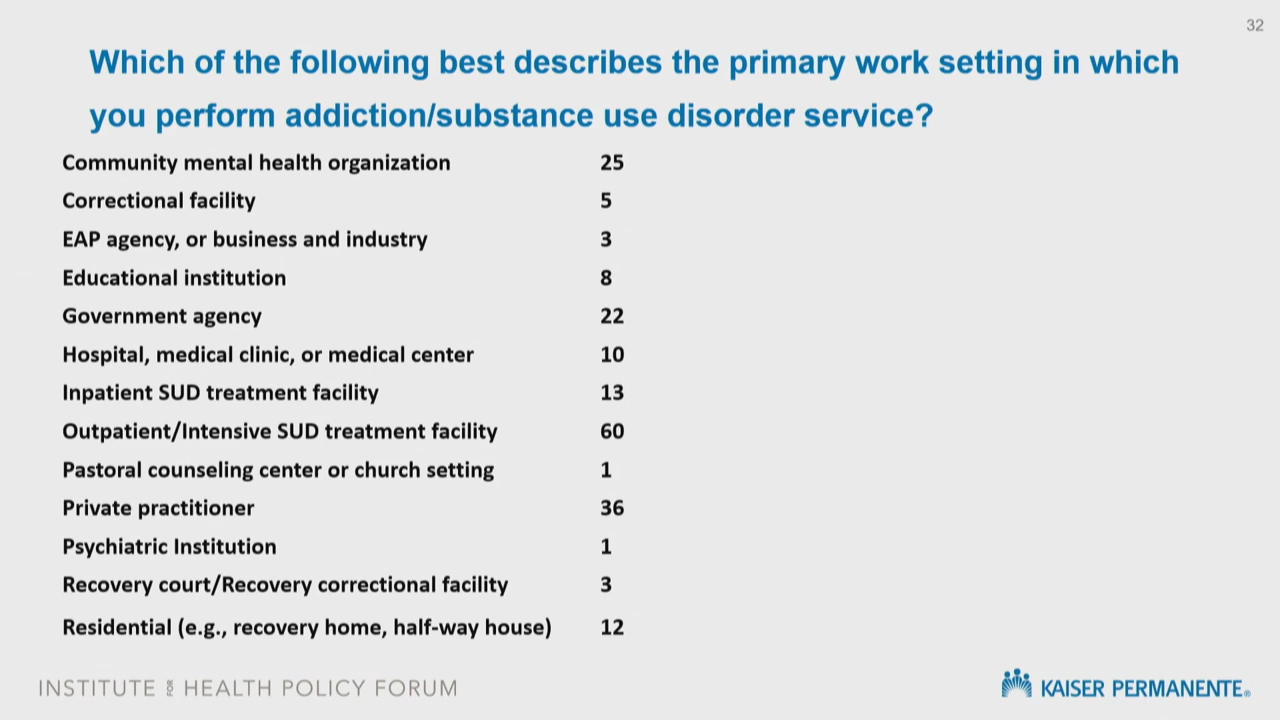 32
Which of the following best describes the primary work setting in which
you perform addiction/substance use disorder service?
Community mental health organization 25
Correctional facility 5
EAP agency, or business and industry 3
Educational institution 8
Government agency 22
Hospital, medical clinic, or medical center 10
Inpatient SUD treatment facility 13
Outpatient/Intensive SUD treatment facility 60
Pastoral counseling center or church setting 1
Private practitioner 36
Psychiatric Institution 1
Recovery court/Recovery correctional facility 3
Residential (e.g., recovery home, half-way house) 12
INSTITUTE FOR HEALTH POLICY FORUM
KAISER PERMANENTE®